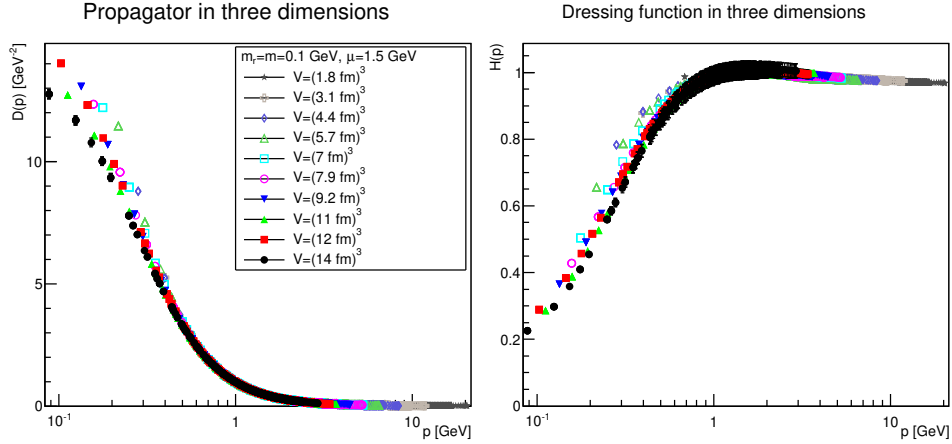 Propagator in three dimensions
D(p) [GeV⁻²]
10
5
0
m_r=m=0.1 GeV, μ=1.5 GeV
V=(1.8 fm)³
V=(3.1 fm)³
V=(4.4 fm)³
V=(5.7 fm)³
V=(7 fm)³
V=(7.9 fm)³
V=(9.2 fm)³
V=(11 fm)³
V=(12 fm)³
V=(14 fm)³
10⁻¹ 1 10
p [GeV]
Dressing function in three dimensions
H(p)
1
0.8
0.6
0.4
0.2
0
10⁻¹ 1 10
p [GeV]